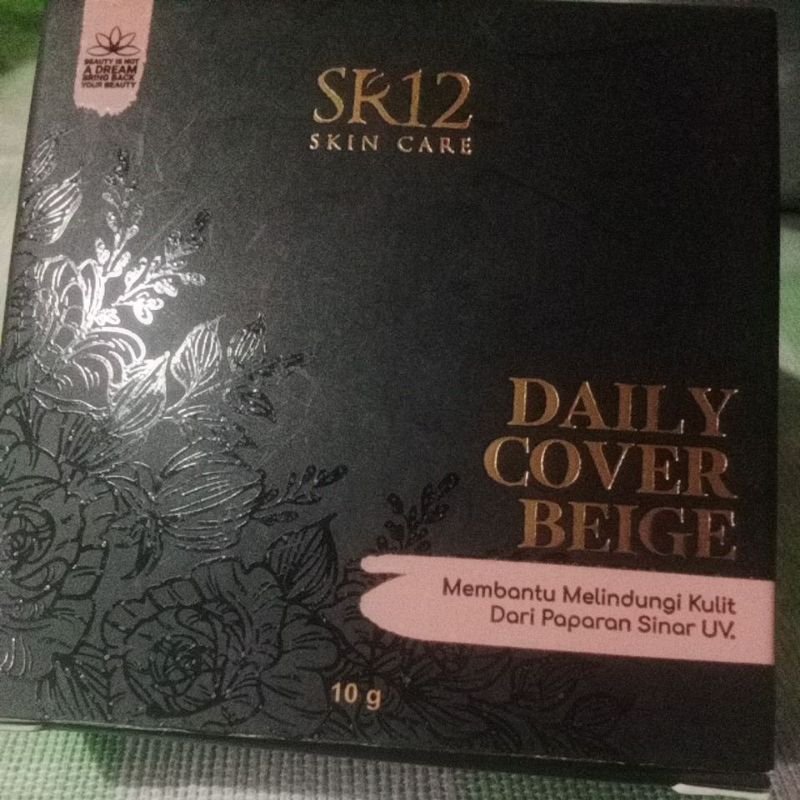 BEAUTY IS NOT
A DREAM
BRING BACK
YOUR BEAUTY
SR12
SKIN CARE
DAILY
COVER
BEIGE
Membantu Melindungi Kulit
Dari Paparan Sinar UV.
10 g